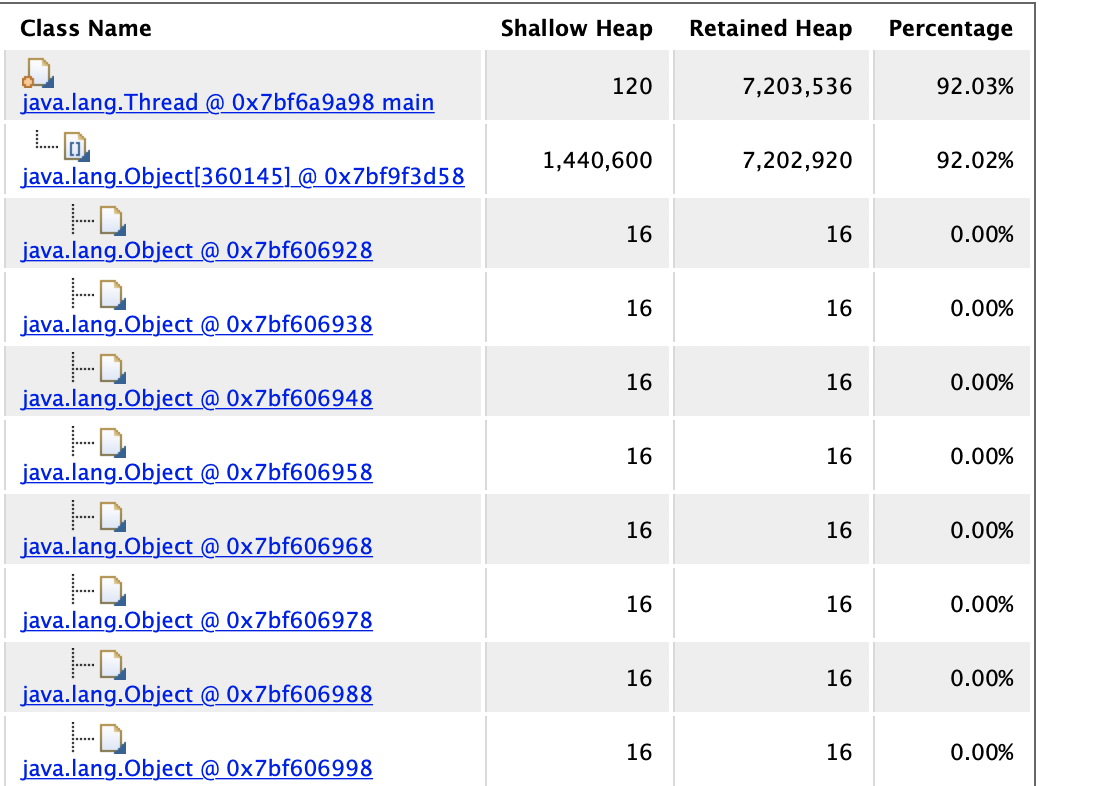 Class Name Shallow Heap Retained Heap Percentage
java.lang.Thread @ 0x7bf6a9a98 main 120 7,203,536 92.03%
java.lang.Object[360145] @ 0x7bf9f3d58 1,440,600 7,202,920 92.02%
java.lang.Object @ 0x7bf606928 16 16 0.00%
java.lang.Object @ 0x7bf606938 16 16 0.00%
java.lang.Object @ 0x7bf606948 16 16 0.00%
java.lang.Object @ 0x7bf606958 16 16 0.00%
java.lang.Object @ 0x7bf606968 16 16 0.00%
java.lang.Object @ 0x7bf606978 16 16 0.00%
java.lang.Object @ 0x7bf606988 16 16 0.00%
java.lang.Object @ 0x7bf606998 16 16 0.00%